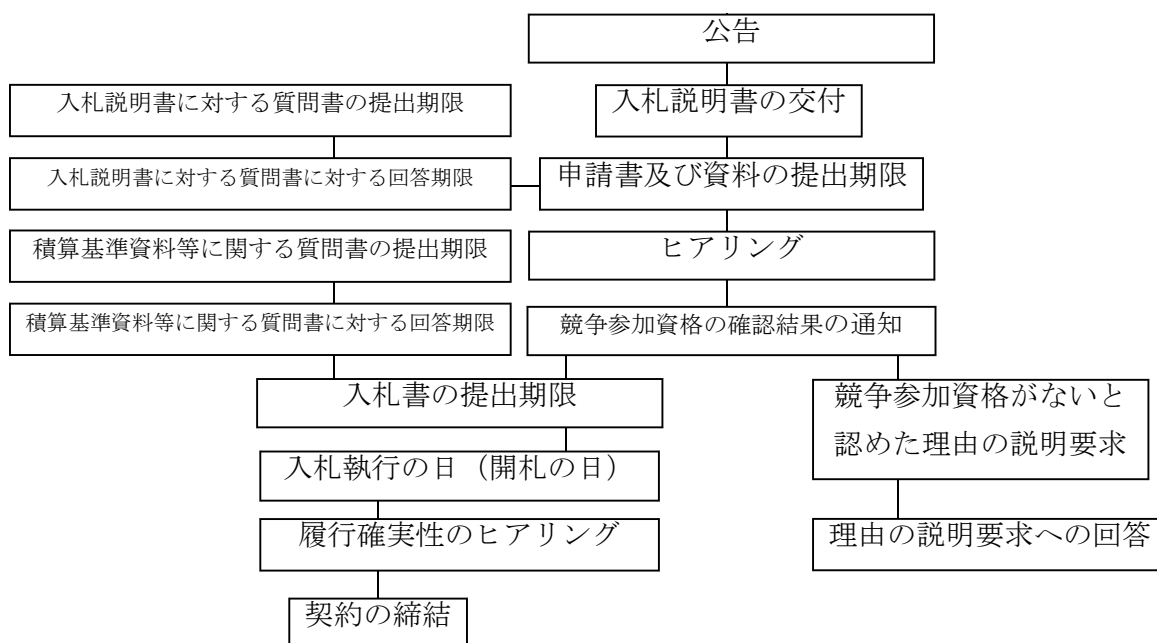 公告
入札説明書に対する質問書の提出期限
入札説明書の交付
入札説明書に対する質問書に対する回答期限
申請書及び資料の提出期限
積算基準資料等に関する質問書の提出期限
ヒアリング
積算基準資料等に関する質問書に対する回答期限
競争参加資格の確認結果の通知
入札書の提出期限
競争参加資格がないと
認めた理由の説明要求
入札執行の日（開札の日）
履行確実性のヒアリング
理由の説明要求への回答
契約の締結